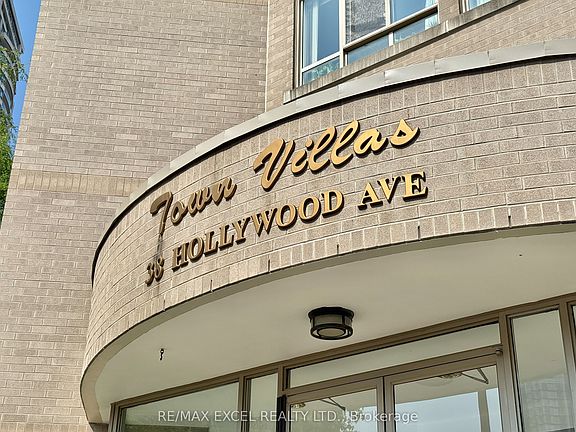 Town Villas
38 HOLLYWOOD AVE
RE/MAX EXCEL REALTY LTD., Brokerage